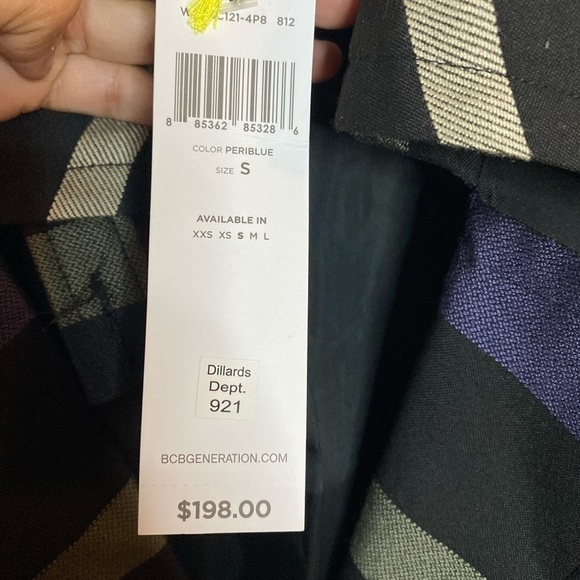 C121-4P8 812
8 85362 85328 6
COLOR PERIBLUE
SIZE S
AVAILABLE IN
XXS XS S M L
Dillards
Dept.
921
BCBGENERATION.COM
$198.00